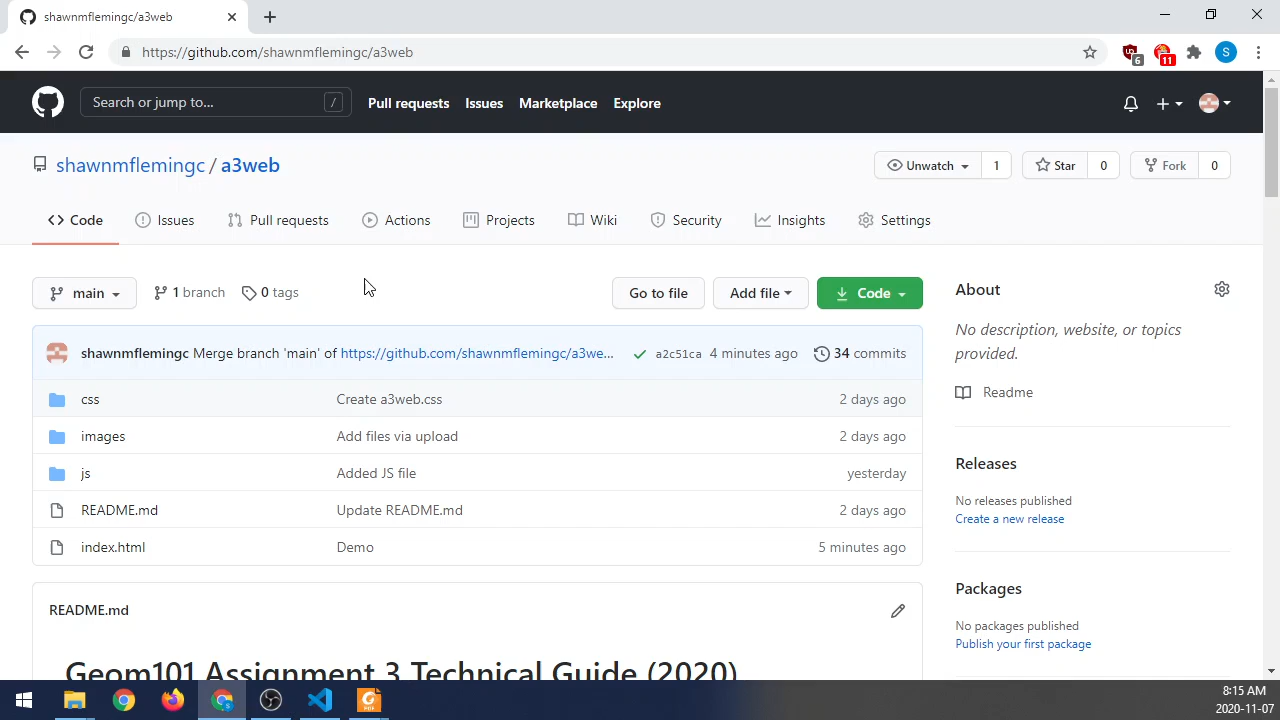 shawnmflemingc/a3web
https://github.com/shawnmflemingc/a3web
S
6
11
Search or jump to...
/
Pull requests
Issues
Marketplace
Explore
shawnmflemingc / a3web
Unwatch 1
Star 0
Fork 0
Code
Issues
Pull requests
Actions
Projects
Wiki
Security
Insights
Settings
main
1 branch
0 tags
Go to file
Add file
Code
shawnmflemingc Merge branch 'main' of https://github.com/shawnmflemingc/a3we... a2c51ca 4 minutes ago 34 commits
css Create a3web.css 2 days ago
images Add files via upload 2 days ago
js Added JS file yesterday
README.md Update README.md 2 days ago
index.html Demo 5 minutes ago
README.md
Geom101 Assignment 3 Technical Guide (2020)
About
No description, website, or topics
provided.
Readme
Releases
No releases published
Create a new release
Packages
No packages published
Publish your first package
8:15 AM
2020-11-07